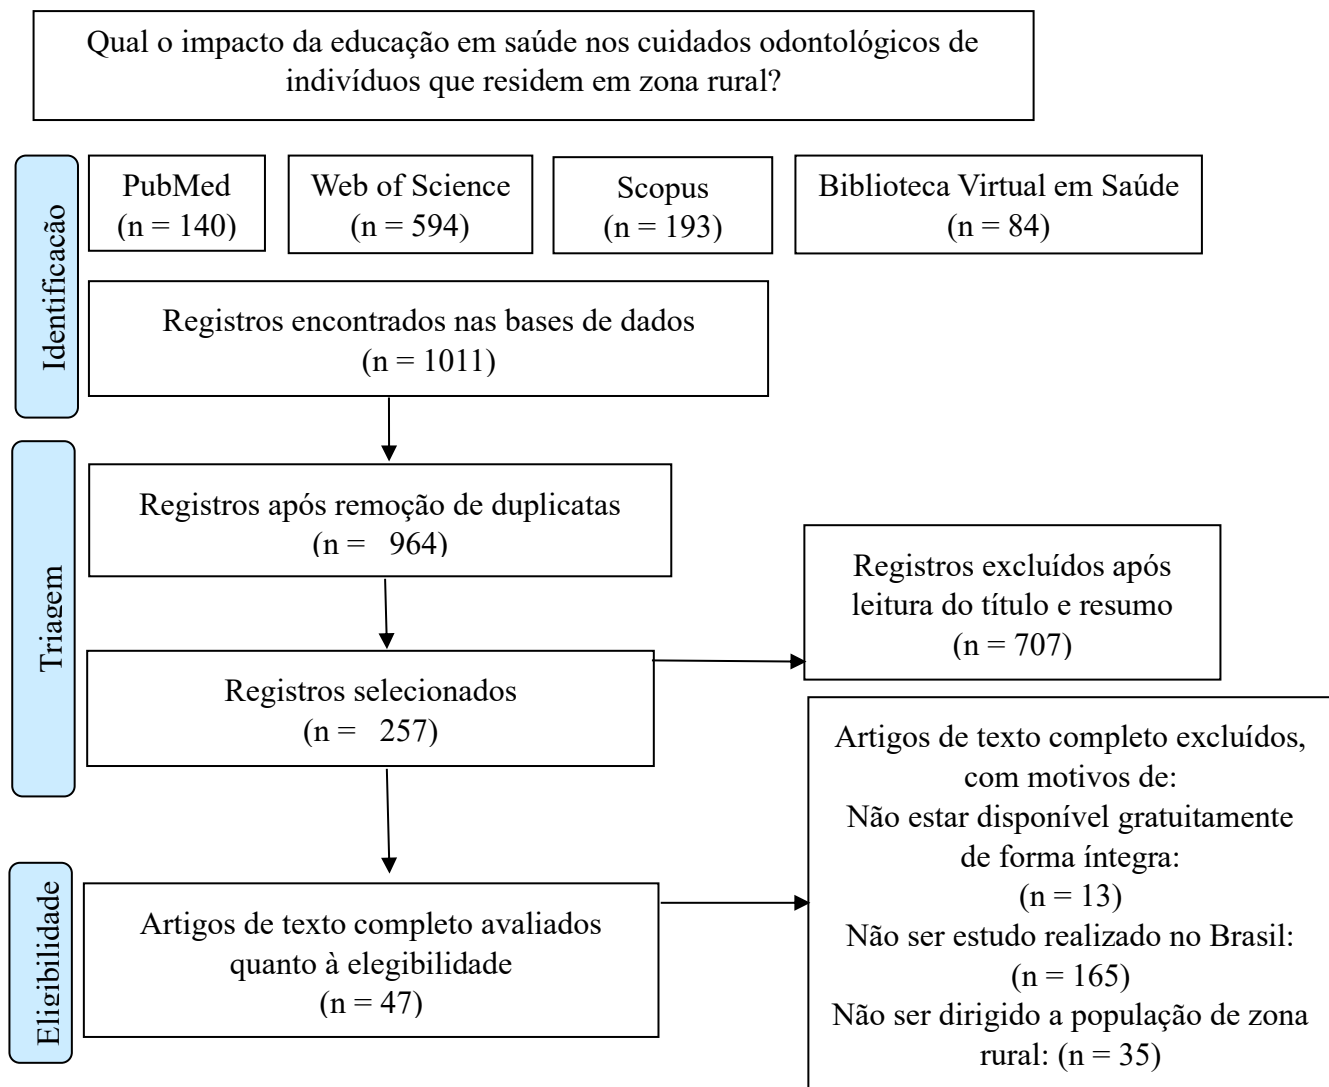 Qual o impacto da educação em saúde nos cuidados odontológicos de
indivíduos que residem em zona rural?
Identificação
PubMed
(n = 140)
Web of Science
(n = 594)
Scopus
(n = 193)
Biblioteca Virtual em Saúde
(n = 84)
Registros encontrados nas bases de dados
(n = 1011)
Triagem
Registros após remoção de duplicatas
(n = 964)
Registros excluídos após
leitura do título e resumo
(n = 707)
Registros selecionados
(n = 257)
Eligibilidade
Artigos de texto completo avaliados
quanto à elegibilidade
(n = 47)
Artigos de texto completo excluídos,
com motivos de:
Não estar disponível gratuitamente
de forma íntegra:
(n = 13)
Não ser estudo realizado no Brasil:
(n = 165)
Não ser dirigido a população de zona
rural: (n = 35)